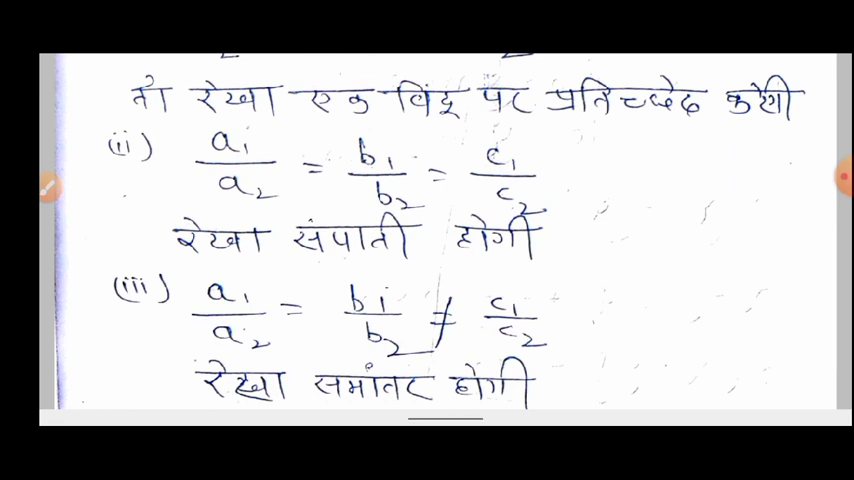 तो रेखा एक विंदू पर प्रतिच्छेद करेगी
(ii) a₁/a₂ = b₁/b₂ = c₁/c₂
रेखा संपाती होगी
(iii) a₁/a₂ = b₁/b₂ ≠ c₁/c₂
रेखा समांतर होगी